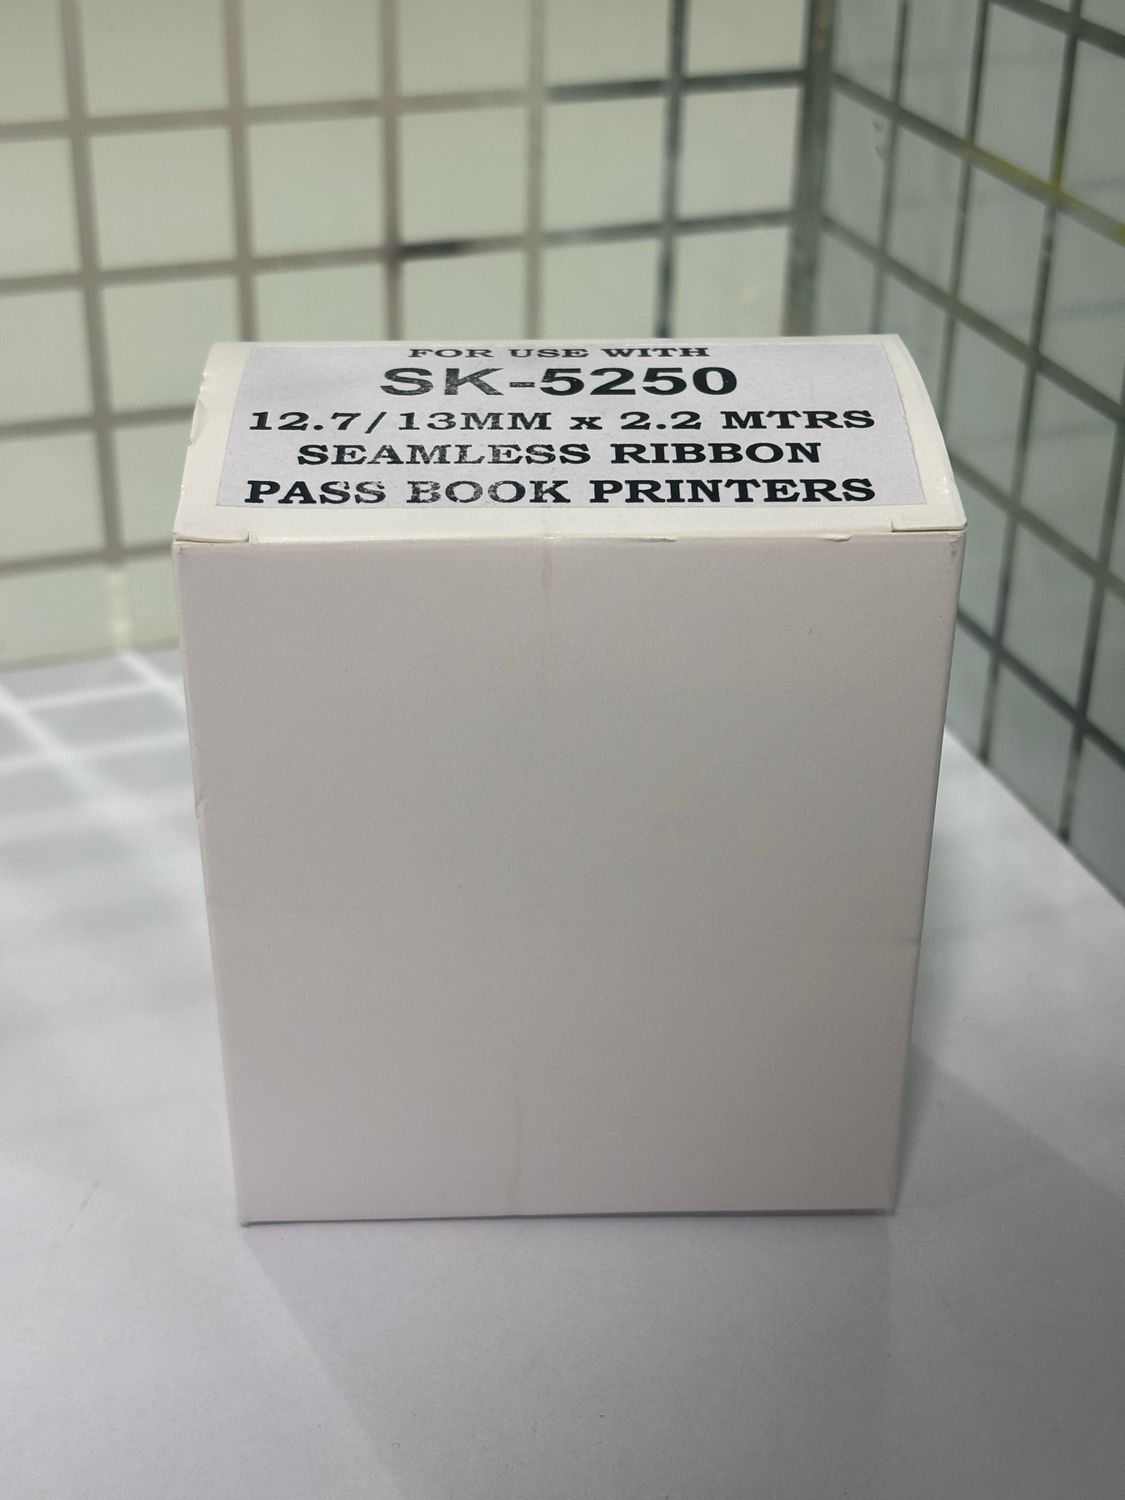 FOR USE WITH
SK-5250
12.7/13MM x 2.2 MTRS
SEAMLESS RIBBON
PASS BOOK PRINTERS